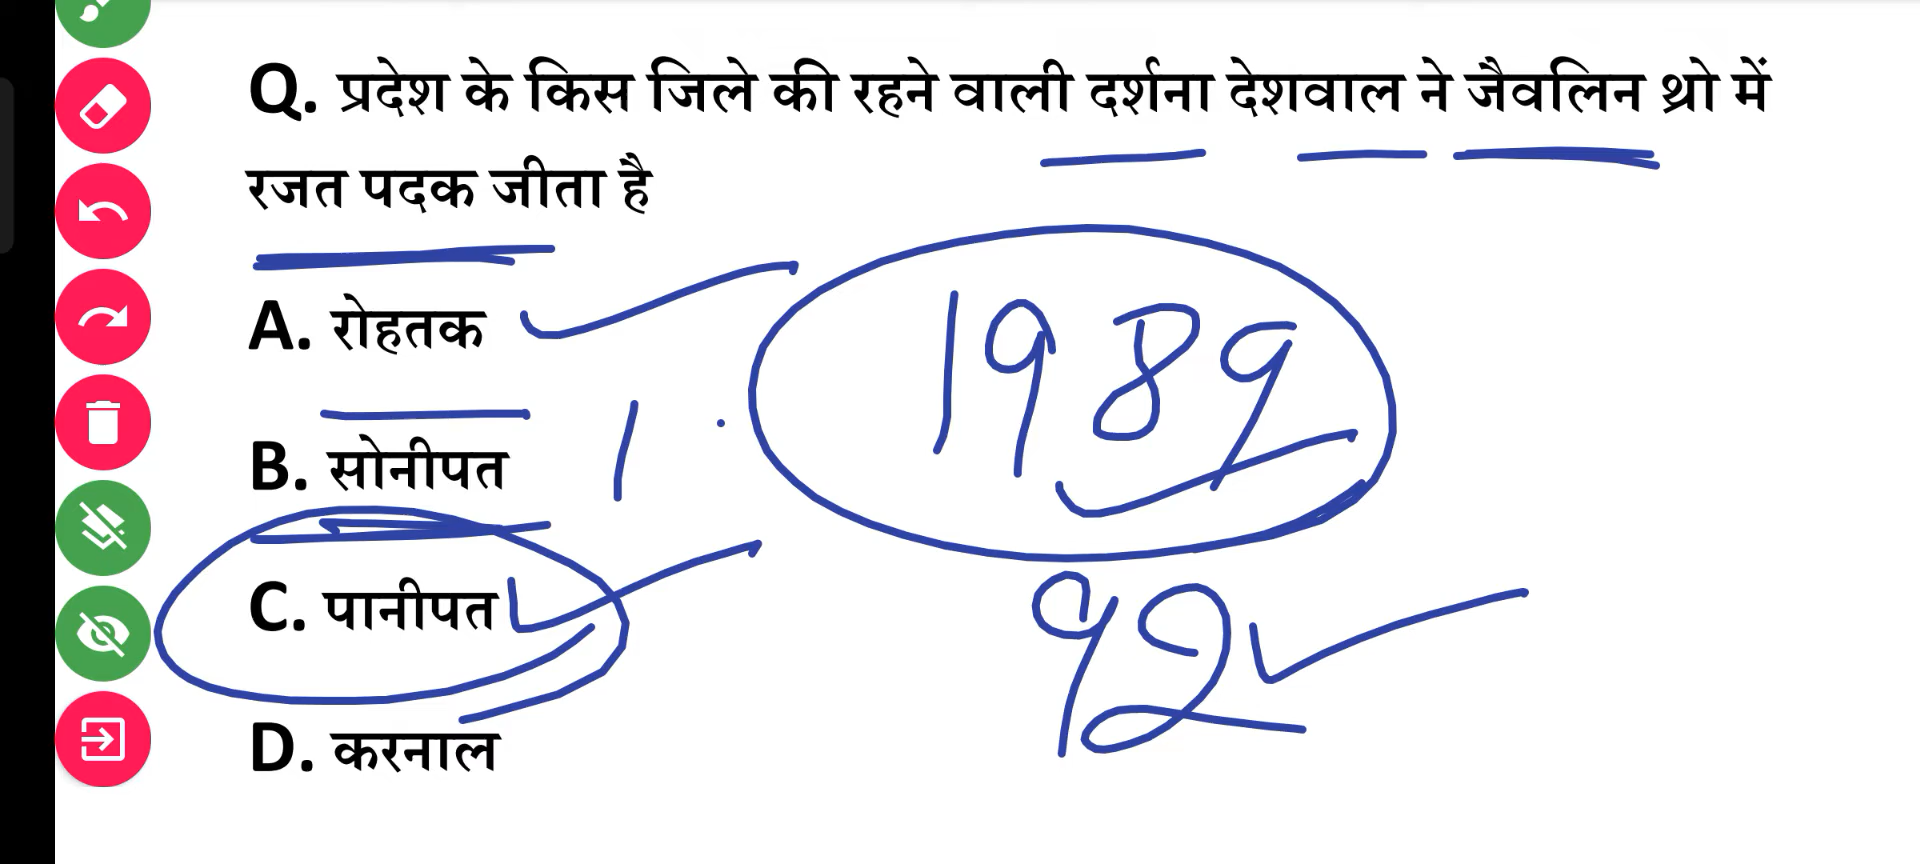 Q. प्रदेश के किस जिले की रहने वाली दर्शना देशवाल ने जैवलिन थ्रो में
रजत पदक जीता है
A. रोहतक
1989
B. सोनीपत
C. पानीपत
92
D. करनाल